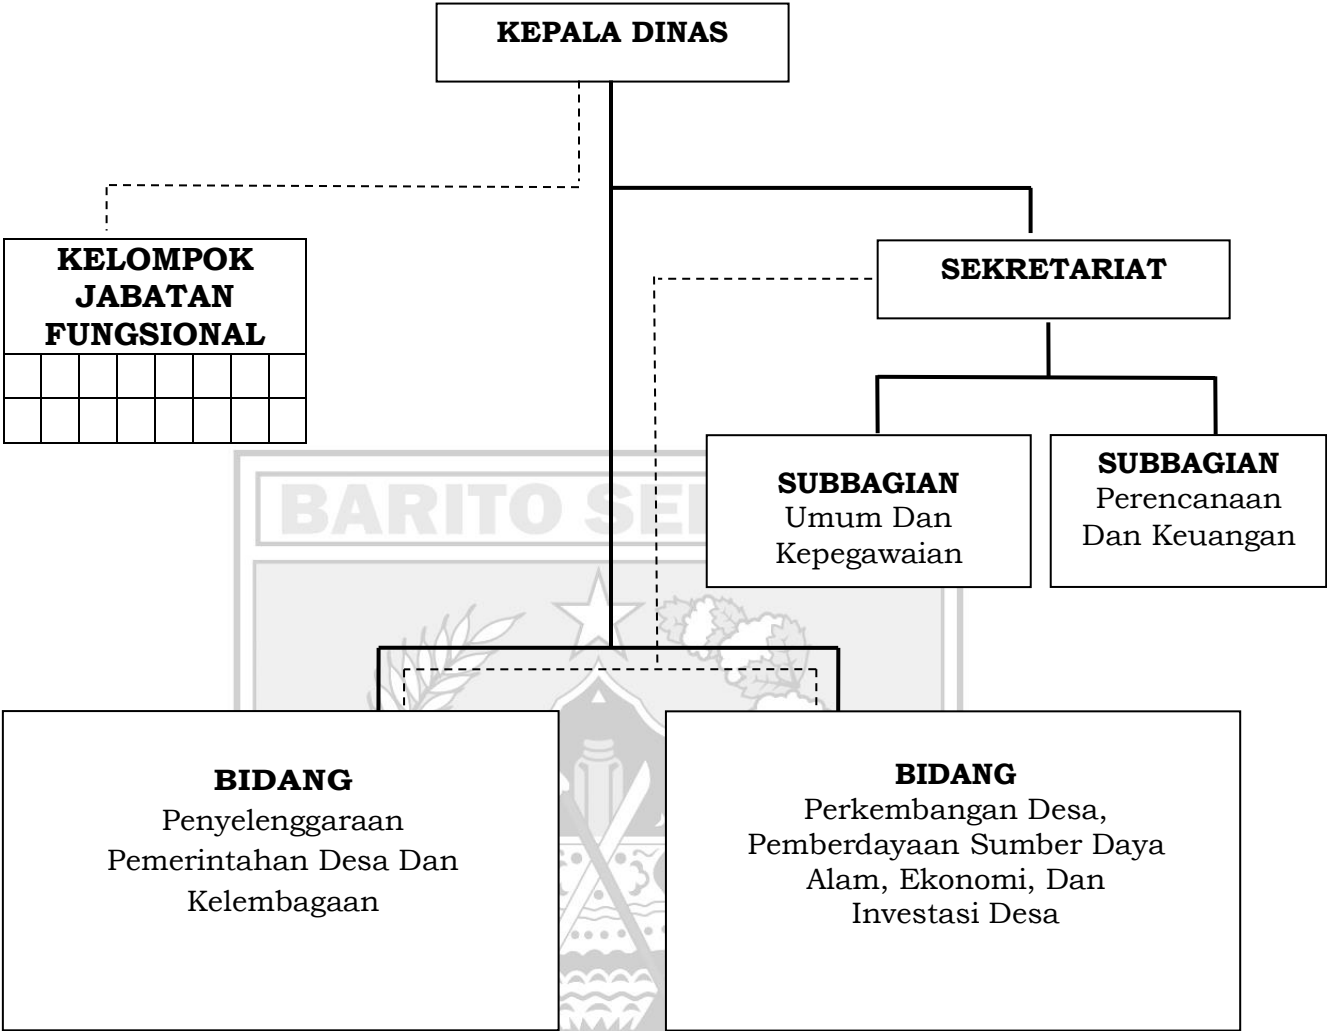 KEPALA DINAS
KELOMPOK
JABATAN
FUNGSIONAL
SEKRETARIAT
SUBBAGIAN
Umum Dan
Kepegawaian
SUBBAGIAN
Perencanaan
Dan Keuangan
BARITO
BIDANG
Penyelenggaraan
Pemerintahan Desa Dan
Kelembagaan
BIDANG
Perkembangan Desa,
Pemberdayaan Sumber Daya
Alam, Ekonomi, Dan
Investasi Desa